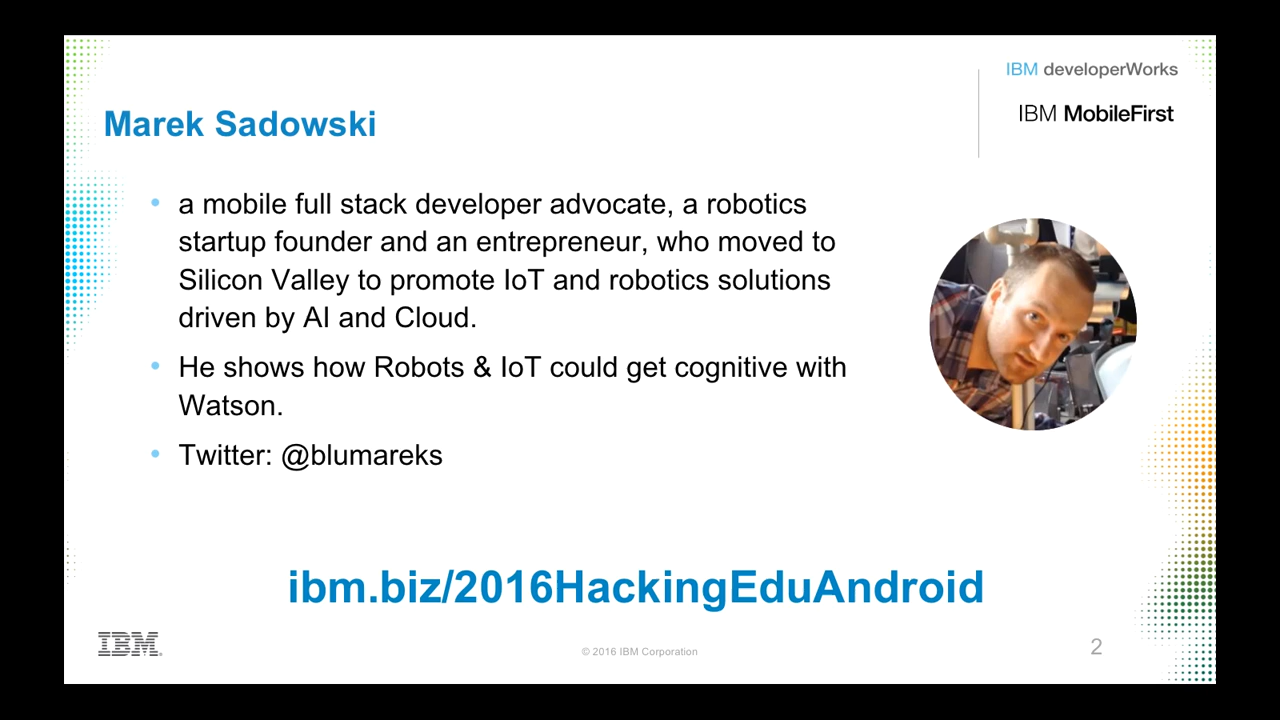 IBM developerWorks
IBM MobileFirst
Marek Sadowski
• a mobile full stack developer advocate, a robotics
startup founder and an entrepreneur, who moved to
Silicon Valley to promote IoT and robotics solutions
driven by AI and Cloud.
• He shows how Robots & IoT could get cognitive with
Watson.
• Twitter: @blumareks
ibm.biz/2016HackingEduAndroid
IBM®
© 2016 IBM Corporation
2